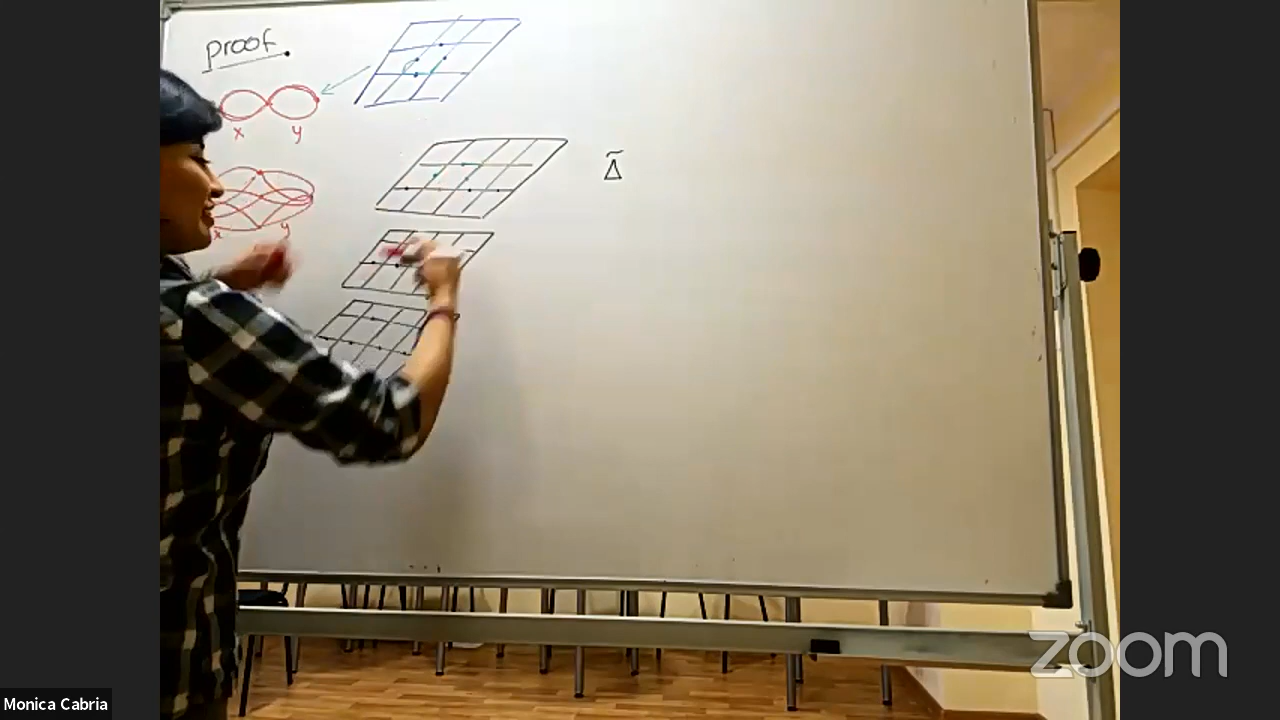 proof.
x y
Δ̃
x y
Monica Cabria
zoom